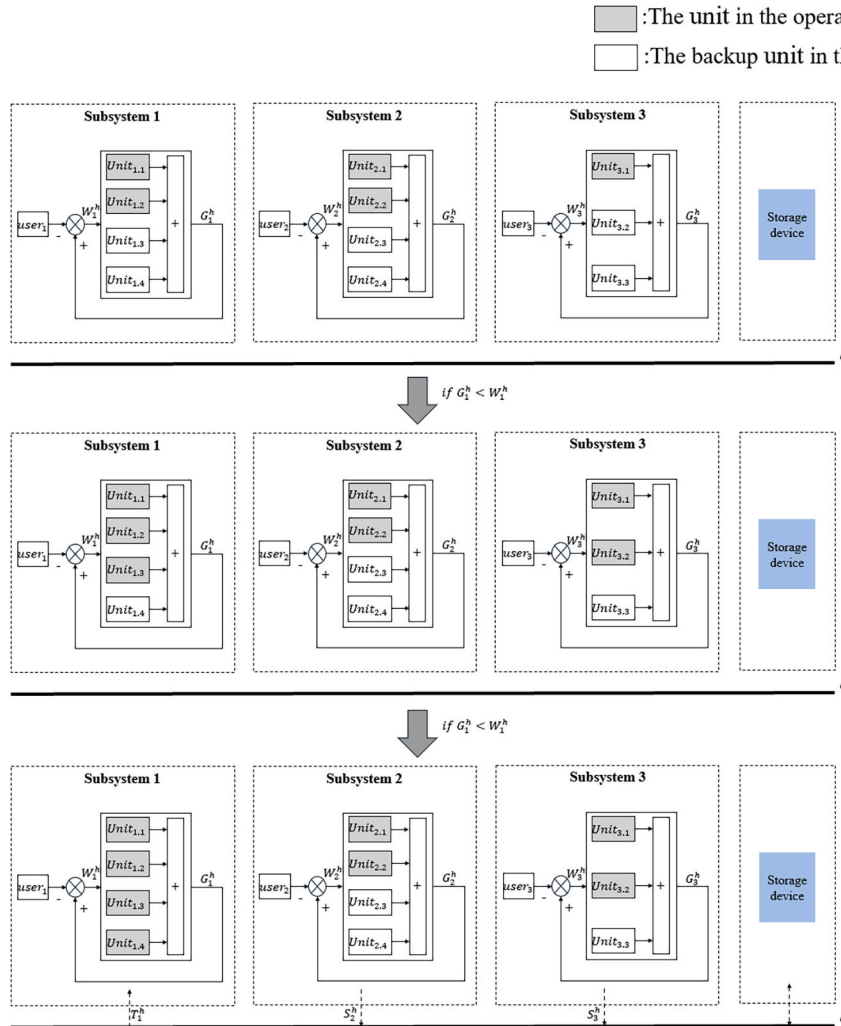 :The unit in the opera
:The backup unit in t
Subsystem 1
Subsystem 2
Subsystem 3
Unit₁.₁
Unit₂.₁
Unit₃.₁
Unit₁.₂
Unit₂.₂
user₁ - + W₁ʰ G₁ʰ
user₂ - + W₂ʰ G₂ʰ
user₃ - + W₃ʰ G₃ʰ
Unit₁.₃
Unit₂.₃
Unit₃.₂
Unit₁.₄
Unit₂.₄
Unit₃.₃
+
+
+
Storage
device
if G₁ʰ < W₁ʰ
Subsystem 1
Subsystem 2
Subsystem 3
Unit₁.₁
Unit₂.₁
Unit₃.₁
Unit₁.₂
Unit₂.₂
user₁ - + W₁ʰ G₁ʰ
user₂ - + W₂ʰ G₂ʰ
user₃ - + W₃ʰ G₃ʰ
Unit₁.₃
Unit₂.₃
Unit₃.₂
Unit₁.₄
Unit₂.₄
Unit₃.₃
+
+
+
Storage
device
if G₁ʰ < W₁ʰ
Subsystem 1
Subsystem 2
Subsystem 3
Unit₁.₁
Unit₂.₁
Unit₃.₁
Unit₁.₂
Unit₂.₂
user₁ - + W₁ʰ G₁ʰ
user₂ - + W₂ʰ G₂ʰ
user₃ - + W₃ʰ G₃ʰ
Unit₁.₃
Unit₂.₃
Unit₃.₂
Unit₁.₄
Unit₂.₄
Unit₃.₃
+
+
+
Storage
device
T₁ʰ
S₂ʰ
S₃ʰ